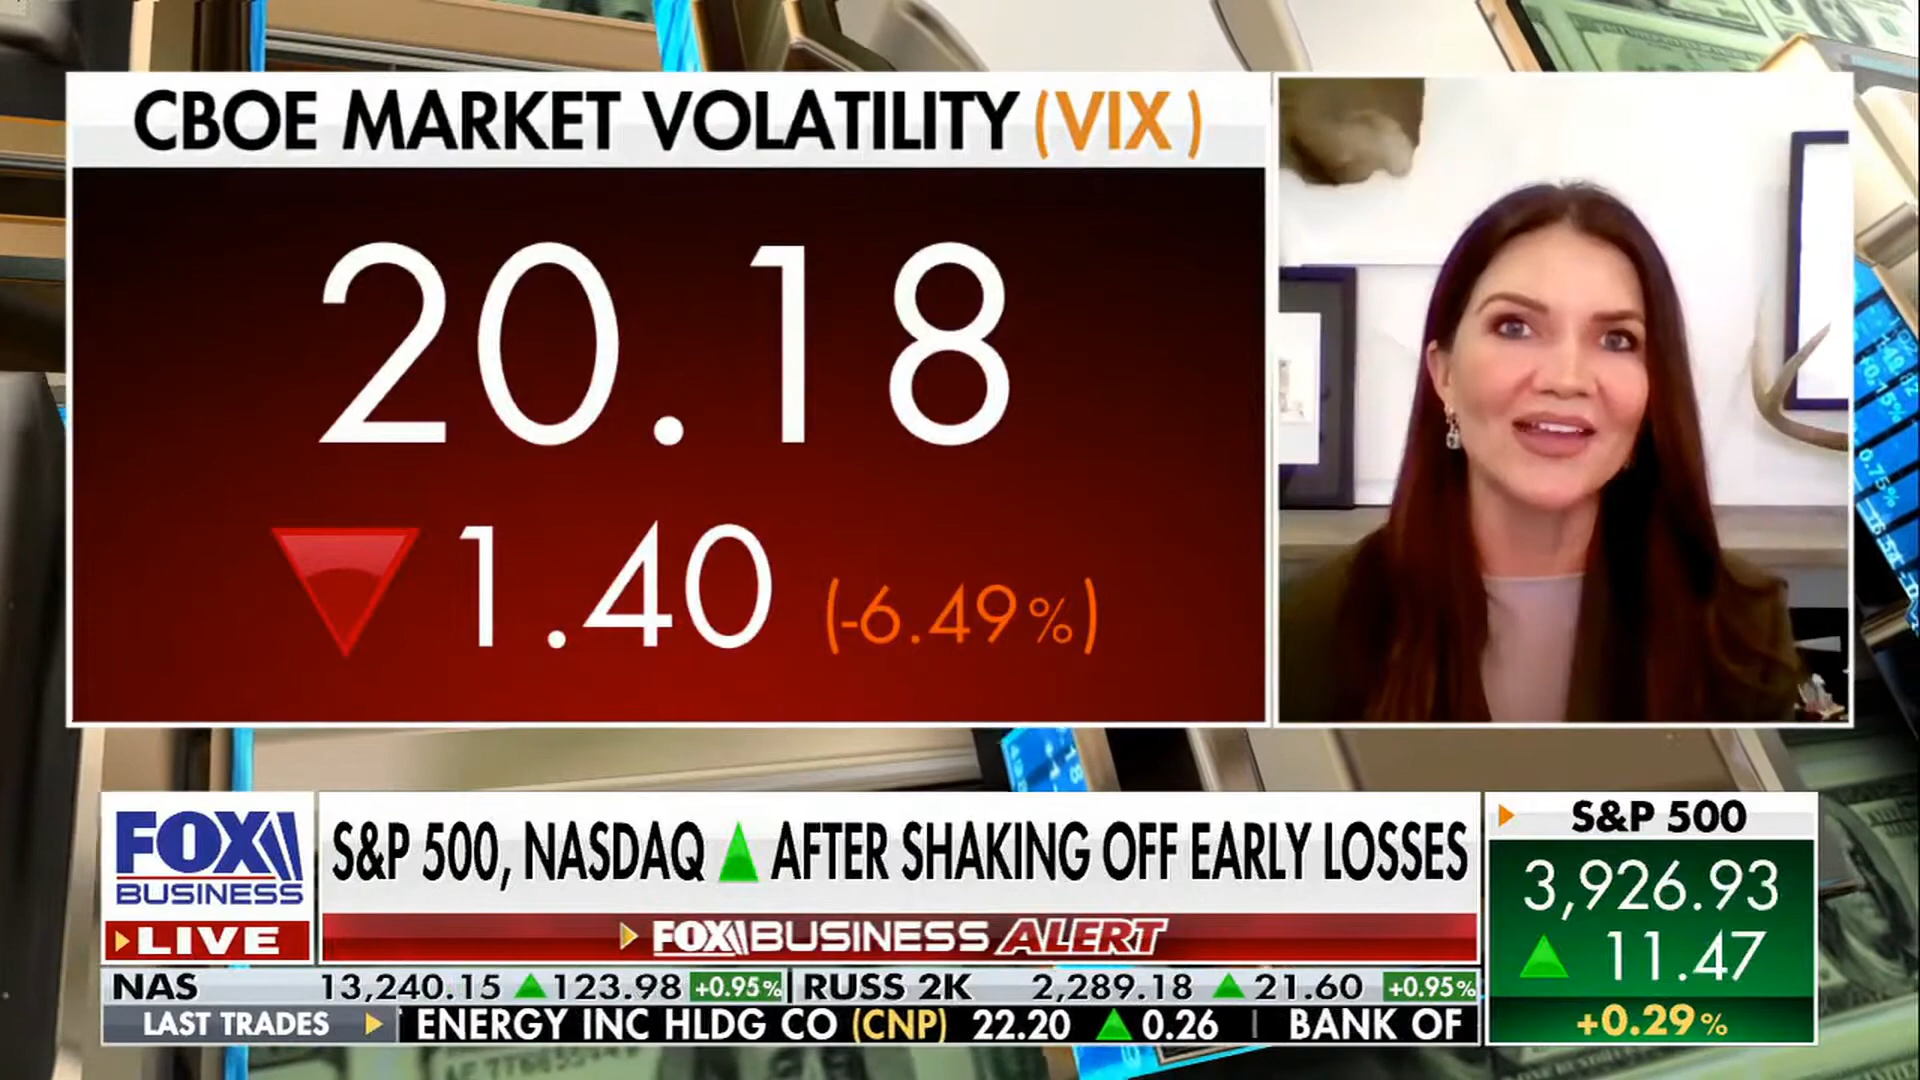 CBOE MARKET VOLATILITY (VIX )
20.18
▼ 1.40 (-6.49%)
FOX
BUSINESS
LIVE
S&P 500, NASDAQ ▲ AFTER SHAKING OFF EARLY LOSSES
FOX BUSINESS ALERT
S&P 500
3,926.93
▲ 11.47
+0.29%
NAS 13,240.15 ▲ 123.98 +0.95% RUSS 2K 2,289.18 ▲ 21.60 +0.95%
LAST TRADES ENERGY INC HLDG CO (CNP) 22.20 ▲ 0.26 BANK OF
0.75%